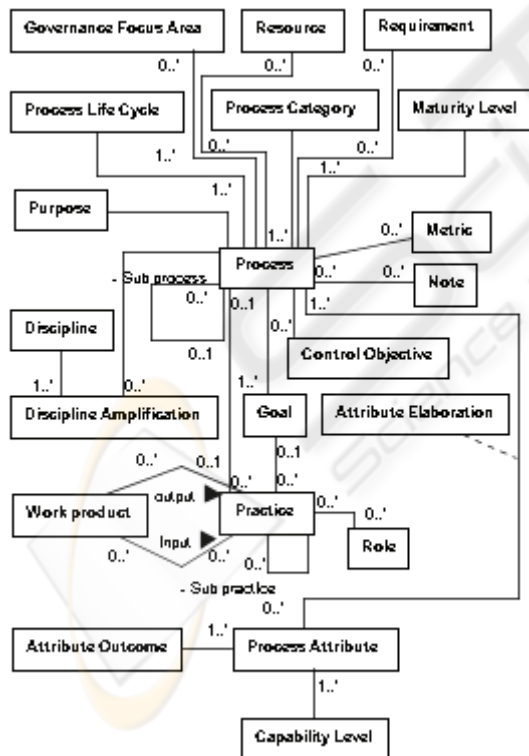 Governance Focus Area
Resource
Requirement
0..*
0..*
0..*
Process Life Cycle
Process Category
Maturity Level
1..*
0..*
0..*
1..*
1..*
Purpose
1..*
Metric
0..*
- Sub process
Process
0..*
0..*
Note
0..*
0..1
0..*
1..*
Discipline
0..1
Control Objective
1..*
0..*
1..*
Discipline Amplification
Goal
Attribute Elaboration
0..*
0..1
0..1
output
0..*
0..*
Work product
Practice
0..*
Input
0..*
0..*
0..*
0..*
Role
- Sub practice
0..*
Attribute Outcome
1..*
Process Attribute
1..*
Capability Level